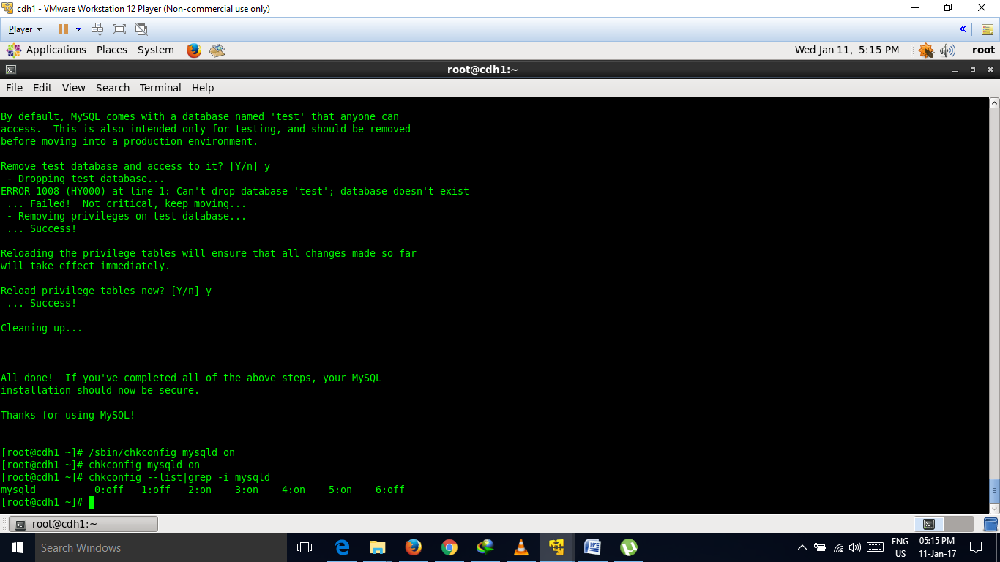 cdh1 - VMware Workstation 12 Player (Non-commercial use only)
Player
Applications Places System Wed Jan 11, 5:15 PM root
root@cdh1:~
File Edit View Search Terminal Help
By default, MySQL comes with a database named 'test' that anyone can
access.  This is also intended only for testing, and should be removed
before moving into a production environment.
Remove test database and access to it? [Y/n] y
 - Dropping test database...
ERROR 1008 (HY000) at line 1: Can't drop database 'test'; database doesn't exist
 ... Failed!  Not critical, keep moving...
 - Removing privileges on test database...
 ... Success!
Reloading the privilege tables will ensure that all changes made so far
will take effect immediately.
Reload privilege tables now? [Y/n] y
 ... Success!
Cleaning up...
All done!  If you've completed all of the above steps, your MySQL
installation should now be secure.
Thanks for using MySQL!
[root@cdh1 ~]# /sbin/chkconfig mysqld on
[root@cdh1 ~]# chkconfig mysqld on
[root@cdh1 ~]# chkconfig --list|grep -i mysqld
mysqld          0:off   1:off   2:on    3:on    4:on    5:on    6:off
[root@cdh1 ~]#
root@cdh1:~
Search Windows
ENG 05:15 PM
US 11-Jan-17